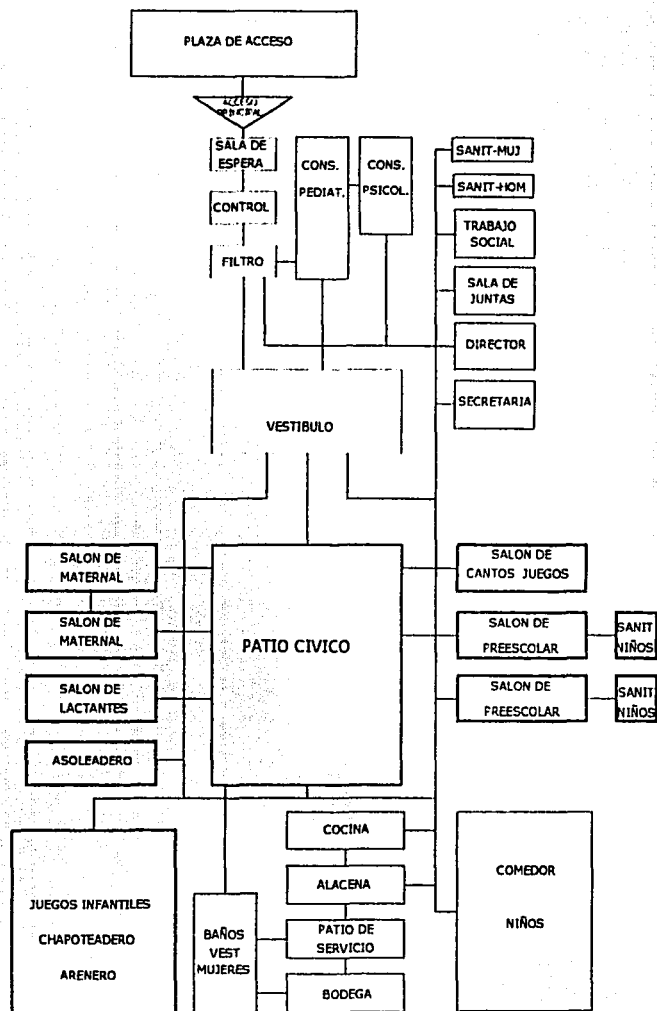 PLAZA DE ACCESO
ACCESO
PRINCIPAL
SALA DE
ESPERA
CONTROL
FILTRO
CONS.
PEDIAT.
CONS.
PSICOL.
SANIT-MUJ
SANIT-HOM
TRABAJO
SOCIAL
SALA DE
JUNTAS
DIRECTOR
SECRETARIA
VESTIBULO
SALON DE
MATERNAL
SALON DE
MATERNAL
SALON DE
LACTANTES
ASOLEADERO
PATIO CIVICO
SALON DE
CANTOS JUEGOS
SALON DE
PREESCOLAR
SANIT
NIÑOS
SALON DE
PREESCOLAR
SANIT.
NIÑOS
JUEGOS INFANTILES
CHAPOTEADERO
ARENERO
BAÑOS
VEST
MUJERES
COCINA
ALACENA
PATIO DE
SERVICIO
BODEGA
COMEDOR
NIÑOS